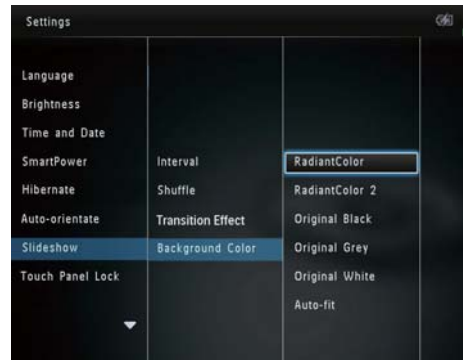 Settings
Language
Brightness
Time and Date
SmartPower
Hibernate
Auto-orientate
Slideshow
Touch Panel Lock
Interval
Shuffle
Transition Effect
Background Color
RadiantColor
RadiantColor 2
Original Black
Original Grey
Original White
Auto-fit